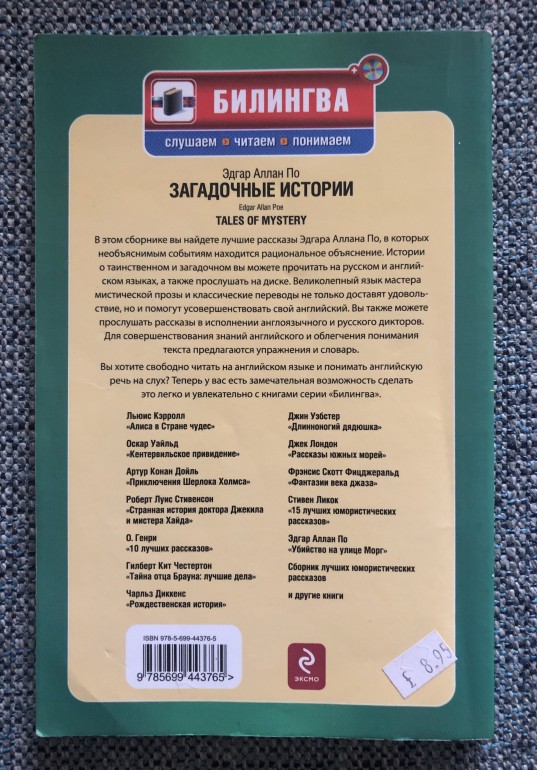 БИЛИНГВА
слушаем читаем понимаем
Эдгар Аллан По
ЗАГАДОЧНЫЕ ИСТОРИИ
Edgar Allan Poe
TALES OF MYSTERY
В этом сборнике вы найдете лучшие рассказы Эдгара Аллана По, в которых
необъяснимым событиям находится рациональное объяснение. Истории
о таинственном и загадочном вы можете прочитать на русском и англий-
ском языках, а также прослушать на диске. Великолепный язык мастера
мистической прозы и классические переводы не только доставят удоволь-
ствие, но и помогут усовершенствовать свой английский. Вы также можете
прослушать рассказы в исполнении англоязычного и русского дикторов.
Для совершенствования знаний английского и облегчения понимания
текста предлагаются упражнения и словарь.
Вы хотите свободно читать на английском языке и понимать английскую
речь на слух? Теперь у вас есть замечательная возможность сделать
это легко и увлекательно с книгами серии «Билингва».
Льюис Кэрролл
«Алиса в Стране чудес»
Оскар Уайльд
«Кентервильское привидение»
Артур Конан Дойль
«Приключения Шерлока Холмса»
Роберт Луис Стивенсон
«Странная история доктора Джекила
и мистера Хайда»
О. Генри
«10 лучших рассказов»
Гилберт Кит Честертон
«Тайна отца Брауна: лучшие дела»
Чарльз Диккенс
«Рождественская история»
Джин Уэбстер
«Длинноногий дядюшка»
Джек Лондон
«Рассказы южных морей»
Фрэнсис Скотт Фицджеральд
«Фантазии века джаза»
Стивен Ликок
«15 лучших юмористических
рассказов»
Эдгар Аллан По
«Убийство на улице Морг»
Сборник лучших юмористических
рассказов
и другие книги
ISBN 978-5-699-44376-5
9 785699 443765 >
ЭКСМО
£ 8.95